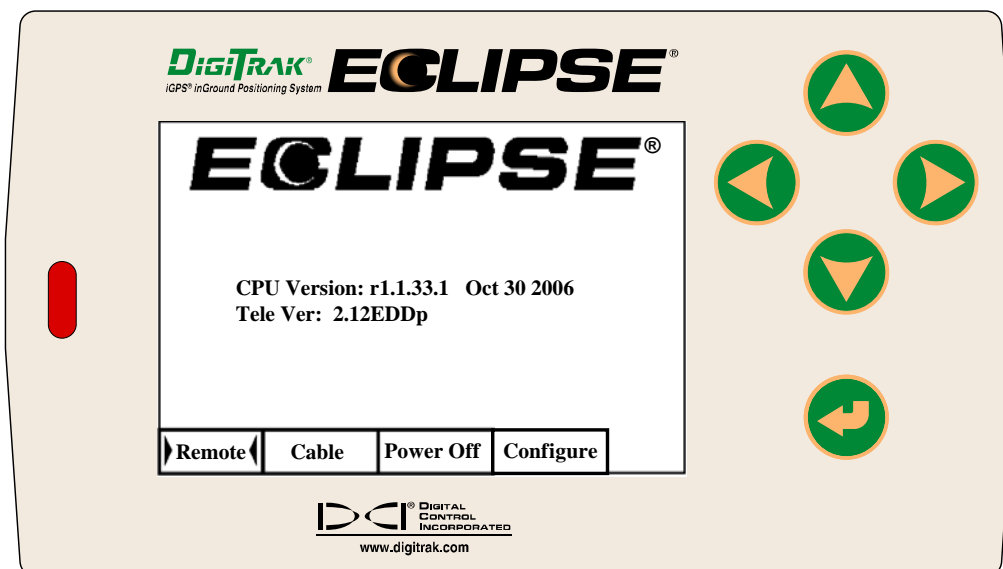 DIGITRAK® ECLIPSE®
iGPS® inGround Positioning System
ECLIPSE®
CPU Version: r1.1.33.1 Oct 30 2006
Tele Ver: 2.12EDDp
Remote Cable Power Off Configure
DCI® DIGITAL
CONTROL
INCORPORATED
www.digitrak.com